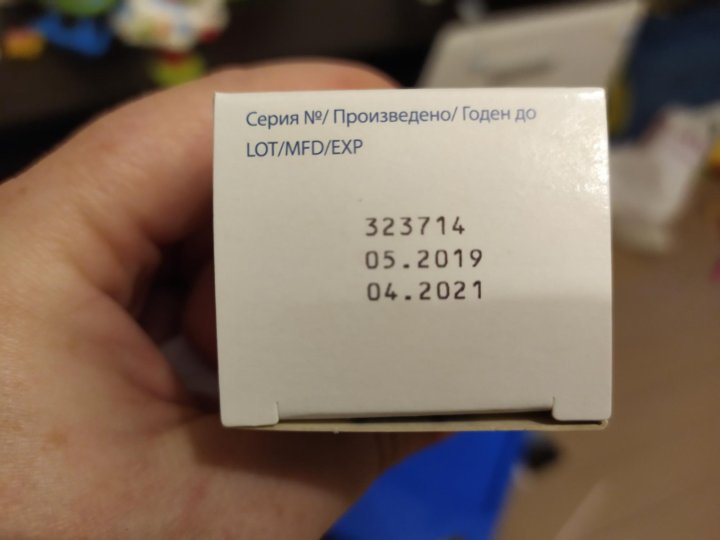 Серия №/ Произведено/ Годен до
LOT/MFD/EXP
323714
05.2019
04.2021